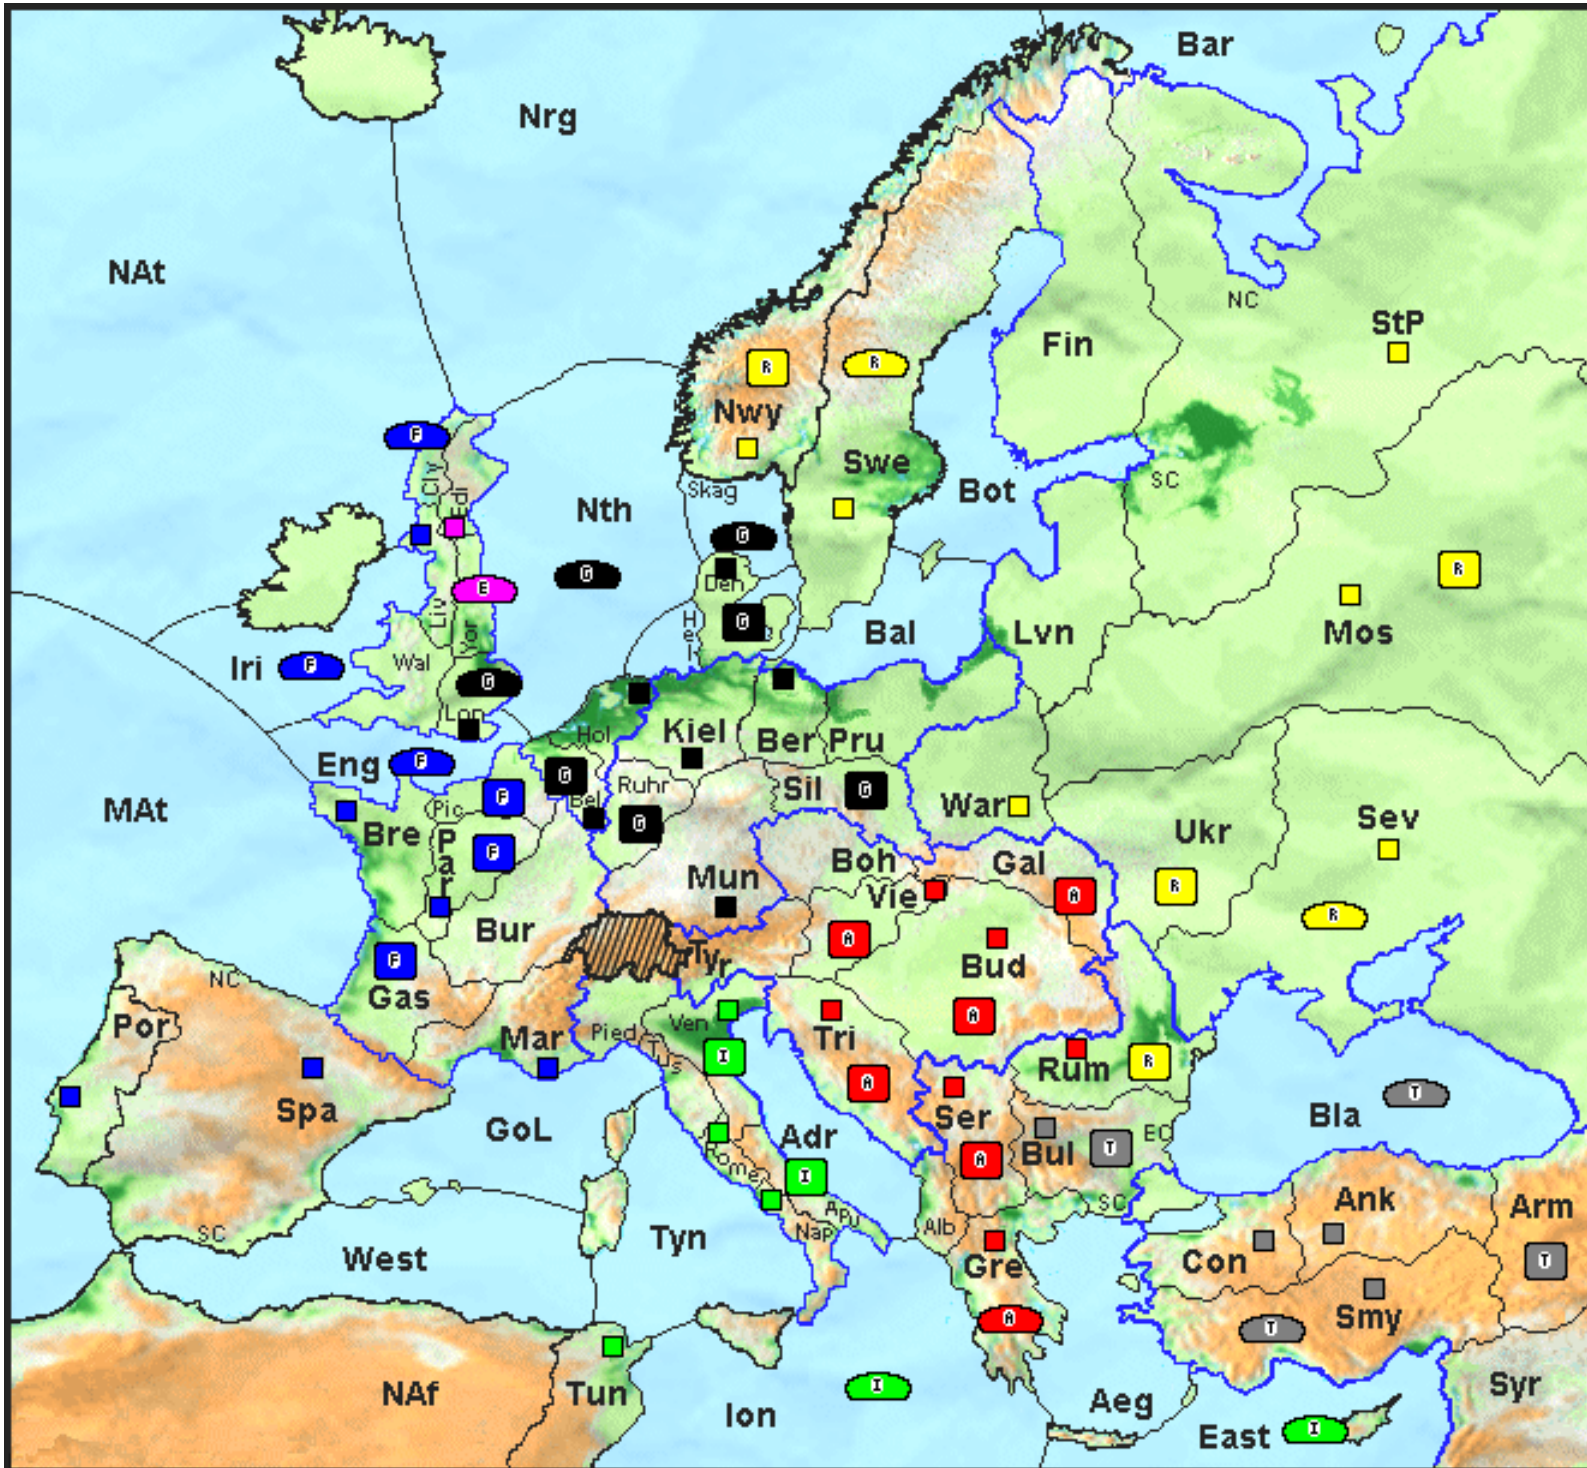 Bar
Nrg
NAt
NC
StP
Fin
R
R
Nwy
F
Swe
Cly
Edi
SC
Skag
Bot
Nth
G
R
G
Den
E
G
Liv
Yor
Hel
Bal
Lvn
Mos
Wal
Iri
F
G
Lon
Hol
Kiel
Ber
Pru
Eng
F
G
Ruhr
Sil
G
War
MAt
Pic
F
Bel
G
Ukr
Sev
Bre
Par
F
Boh
Gal
Mun
Vie
A
R
R
Bur
A
Bud
F
Tyr
NC
Gas
Por
Mar
Pied
Ven
Tri
A
I
Tus
Rum
R
A
Ser
Spa
GoL
Adr
Bla
T
EC
Bul
T
A
Rome
I
Ank
Arm
SC
West
Tyn
Apu
Nap
Alb
SC
Gre
Con
T
A
T
Smy
NAf
Tun
I
Ion
Aeg
East
I
Syr